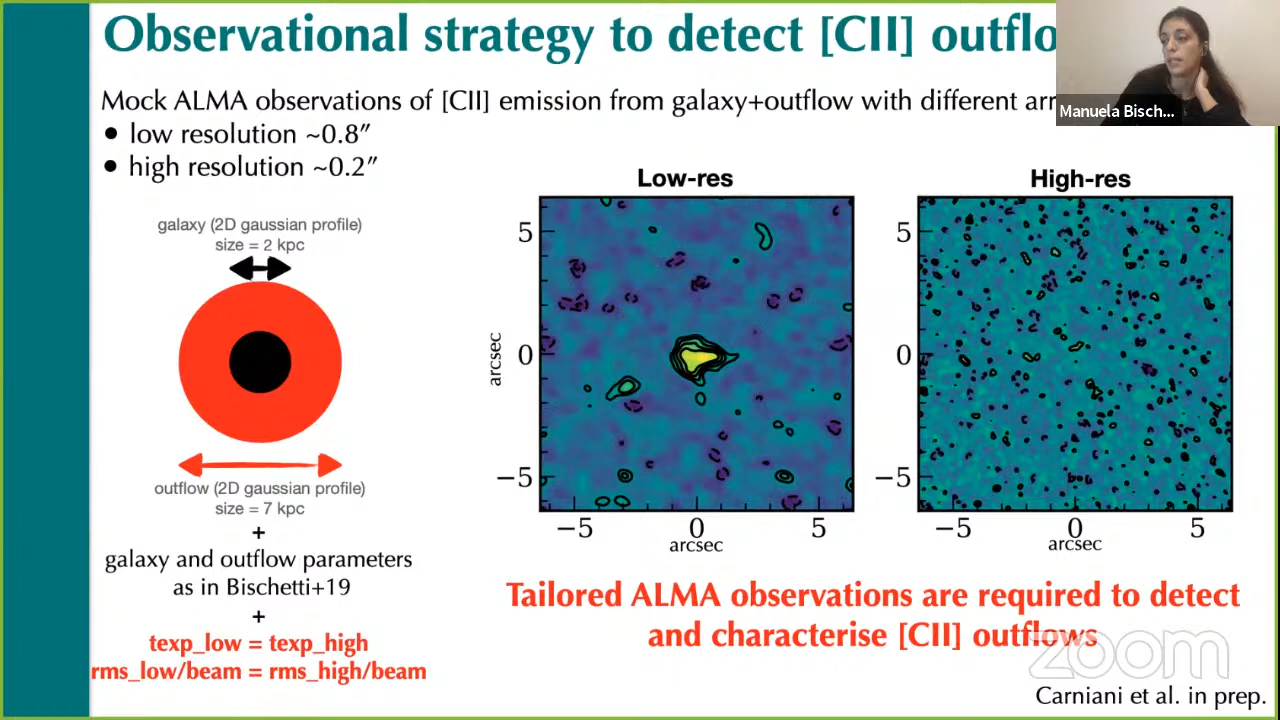 Observational strategy to detect [CII] outflo
Manuela Bisch...
Mock ALMA observations of [CII] emission from galaxy+outflow with different arr
• low resolution ~0.8″
• high resolution ~0.2″
galaxy (2D gaussian profile)
size = 2 kpc
outflow (2D gaussian profile)
size = 7 kpc
+
galaxy and outflow parameters
as in Bischetti+19
+
texp_low = texp_high
rms_low/beam = rms_high/beam
Low-res
5
0
−5
arcsec
−5 0 5
arcsec
High-res
5
0
−5
−5 0 5
arcsec
Tailored ALMA observations are required to detect
and characterise [CII] outflows
zoom
Carniani et al. in prep.